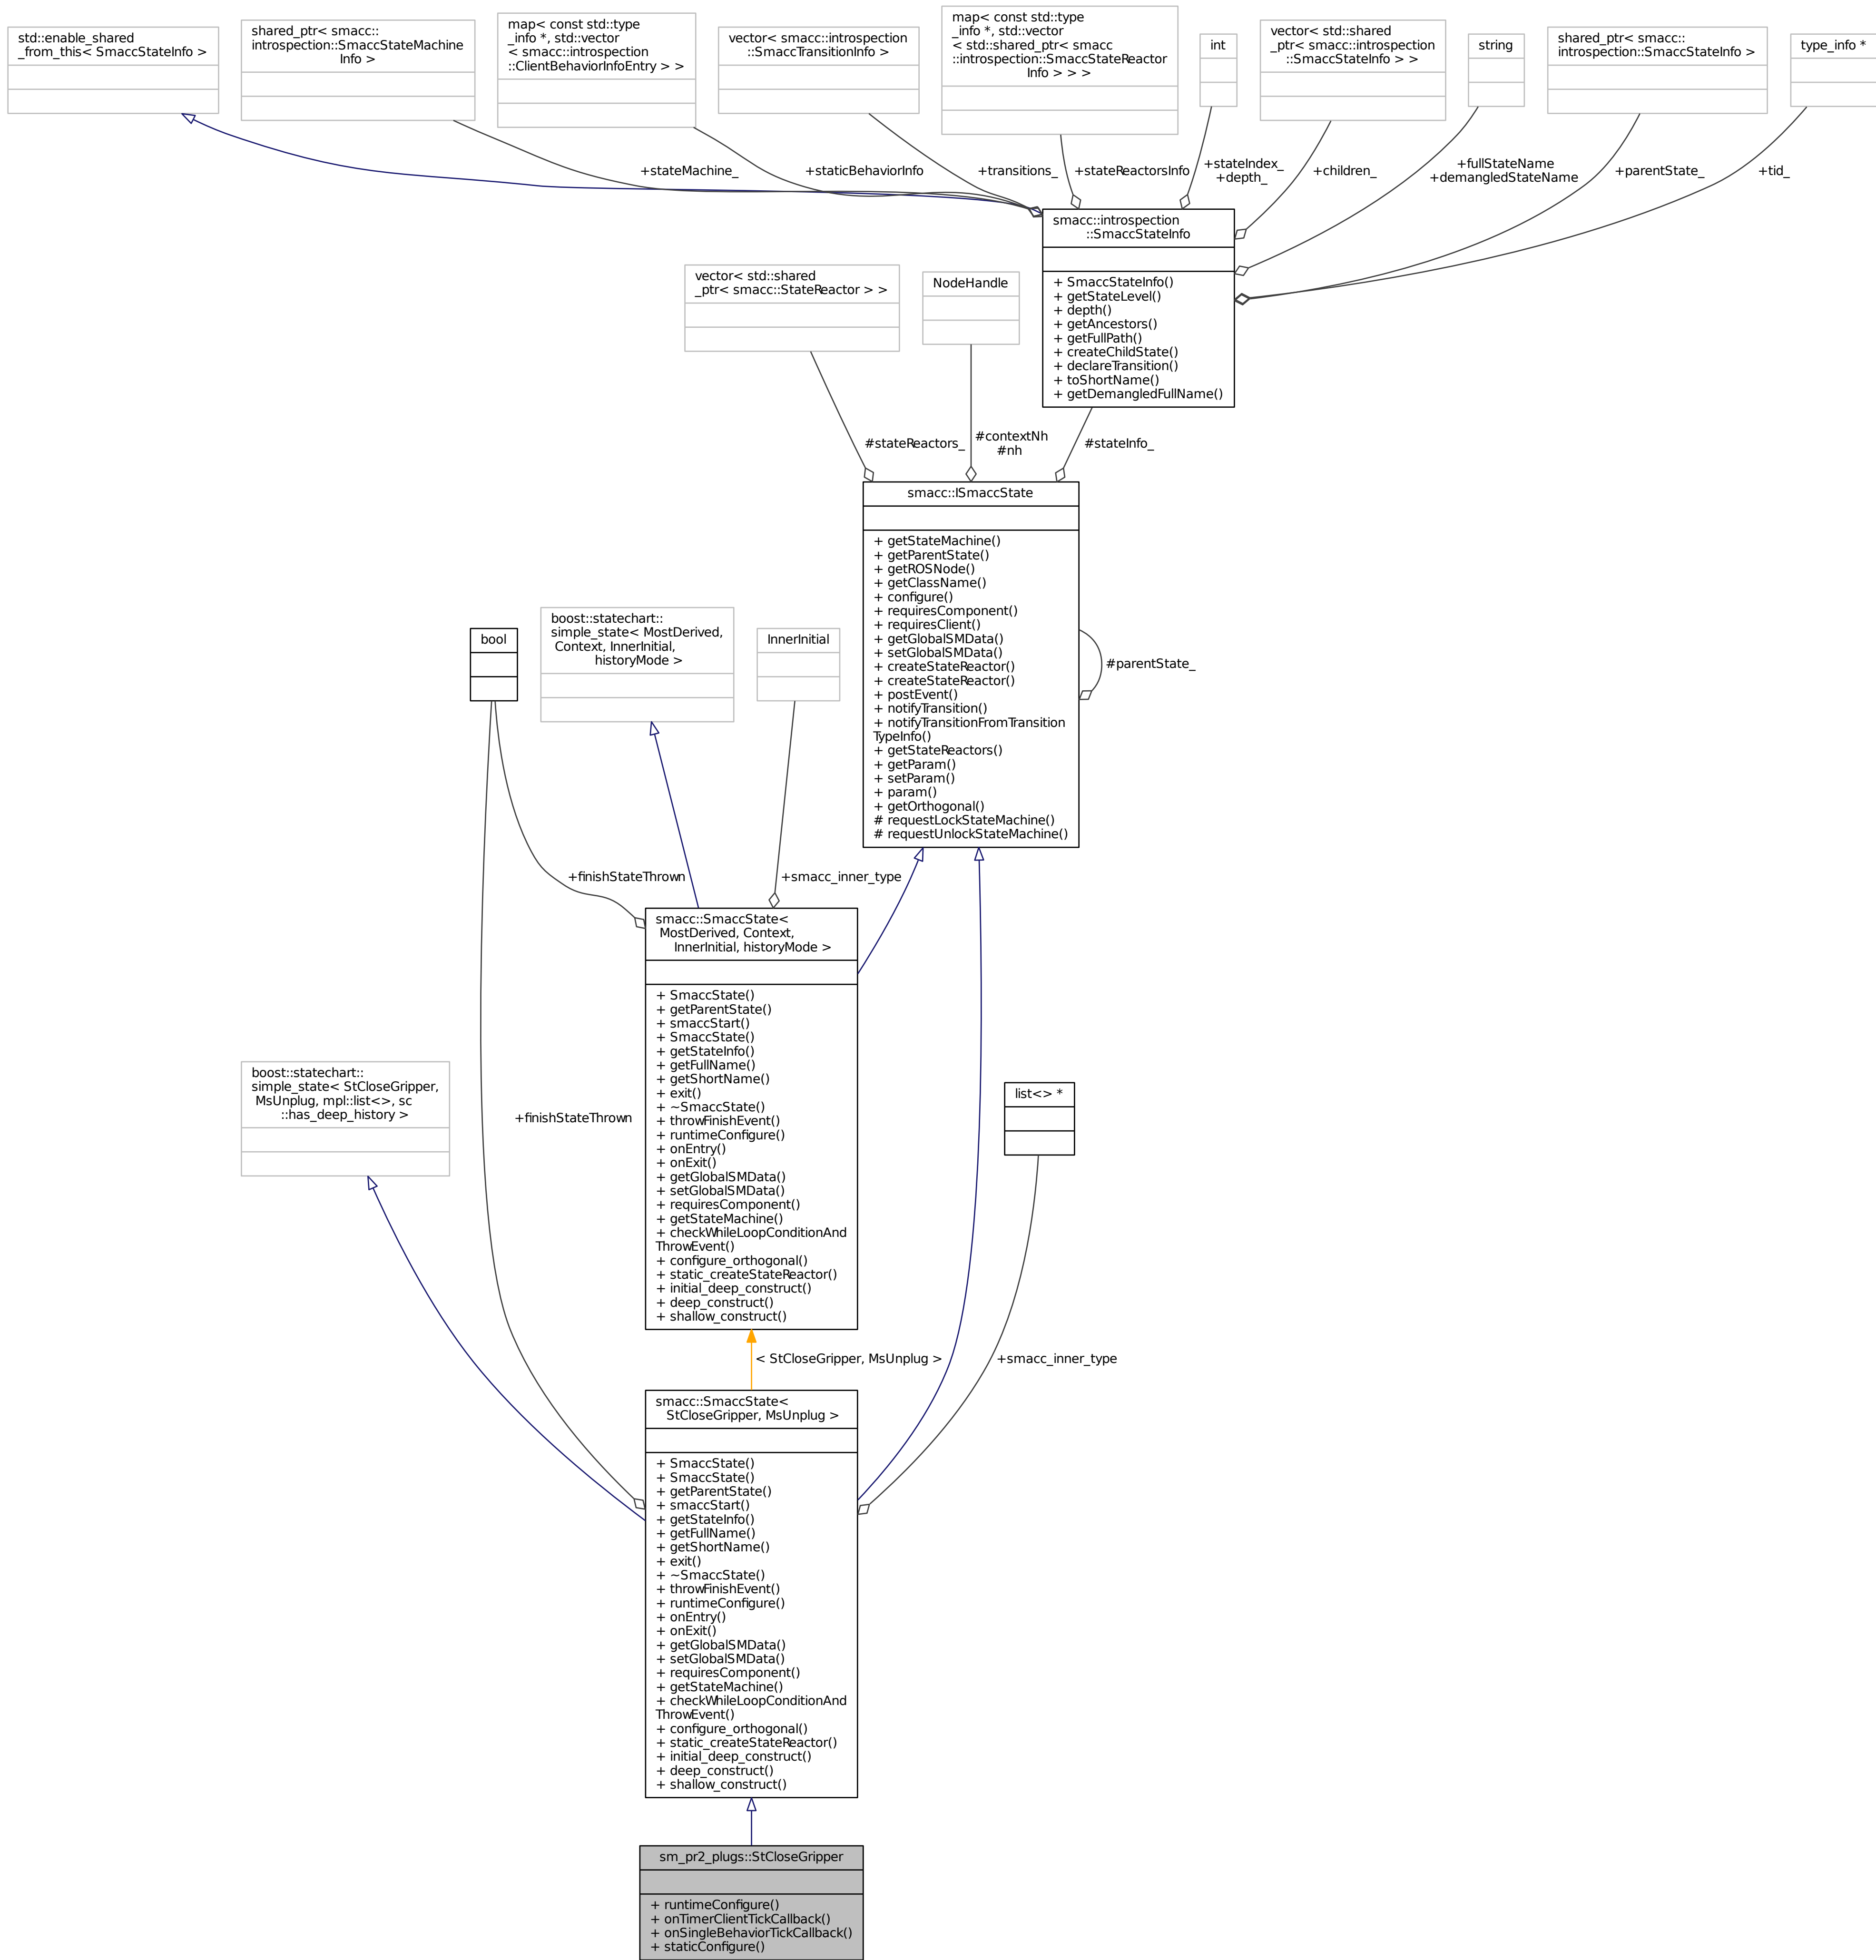 std::enable_shared
_from_this< SmaccStateInfo >
shared_ptr< smacc::
introspection::SmaccStateMachine
Info >
map< const std::type
_info *, std::vector
< smacc::introspection
::ClientBehaviorInfoEntry > >
vector< smacc::introspection
::SmaccTransitionInfo >
map< const std::type
_info *, std::vector
< std::shared_ptr< smacc
::introspection::SmaccStateReactor
Info > > >
int
vector< std::shared
_ptr< smacc::introspection
::SmaccStateInfo > >
string
shared_ptr< smacc::
introspection::SmaccStateInfo >
type_info *
+stateMachine_
+staticBehaviorInfo
+transitions_
+stateReactorsInfo
+stateIndex_
+depth_
+children_
+fullStateName
+demangledStateName
+parentState_
+tid_
smacc::introspection
::SmaccStateInfo
+ SmaccStateInfo()
+ getStateLevel()
+ depth()
+ getAncestors()
+ getFullPath()
+ createChildState()
+ declareTransition()
+ toShortName()
+ getDemangledFullName()
vector< std::shared
_ptr< smacc::StateReactor > >
NodeHandle
#stateReactors_
#contextNh
#nh
#stateInfo_
smacc::ISmaccState
+ getStateMachine()
+ getParentState()
+ getROSNode()
+ getClassName()
+ configure()
+ requiresComponent()
+ requiresClient()
+ getGlobalSMData()
+ setGlobalSMData()
+ createStateReactor()
+ createStateReactor()
+ postEvent()
+ notifyTransition()
+ notifyTransitionFromTransition
TypeInfo()
+ getStateReactors()
+ getParam()
+ setParam()
+ param()
+ getOrthogonal()
# requestLockStateMachine()
# requestUnlockStateMachine()
#parentState_
bool
boost::statechart::
simple_state< MostDerived,
Context, InnerInitial,
historyMode >
InnerInitial
+finishStateThrown
+smacc_inner_type
smacc::SmaccState<
MostDerived, Context,
InnerInitial, historyMode >
+ SmaccState()
+ getParentState()
+ smaccStart()
+ SmaccState()
+ getStateInfo()
+ getFullName()
+ getShortName()
+ exit()
+ ~SmaccState()
+ throwFinishEvent()
+ runtimeConfigure()
+ onEntry()
+ onExit()
+ getGlobalSMData()
+ setGlobalSMData()
+ requiresComponent()
+ getStateMachine()
+ checkWhileLoopConditionAnd
ThrowEvent()
+ configure_orthogonal()
+ static_createStateReactor()
+ initial_deep_construct()
+ deep_construct()
+ shallow_construct()
boost::statechart::
simple_state< StCloseGripper,
MsUnplug, mpl::list<>, sc
::has_deep_history >
+finishStateThrown
list<> *
< StCloseGripper, MsUnplug >
+smacc_inner_type
smacc::SmaccState<
StCloseGripper, MsUnplug >
+ SmaccState()
+ SmaccState()
+ getParentState()
+ smaccStart()
+ getStateInfo()
+ getFullName()
+ getShortName()
+ exit()
+ ~SmaccState()
+ throwFinishEvent()
+ runtimeConfigure()
+ onEntry()
+ onExit()
+ getGlobalSMData()
+ setGlobalSMData()
+ requiresComponent()
+ getStateMachine()
+ checkWhileLoopConditionAnd
ThrowEvent()
+ configure_orthogonal()
+ static_createStateReactor()
+ initial_deep_construct()
+ deep_construct()
+ shallow_construct()
sm_pr2_plugs::StCloseGripper
+ runtimeConfigure()
+ onTimerClientTickCallback()
+ onSingleBehaviorTickCallback()
+ staticConfigure()